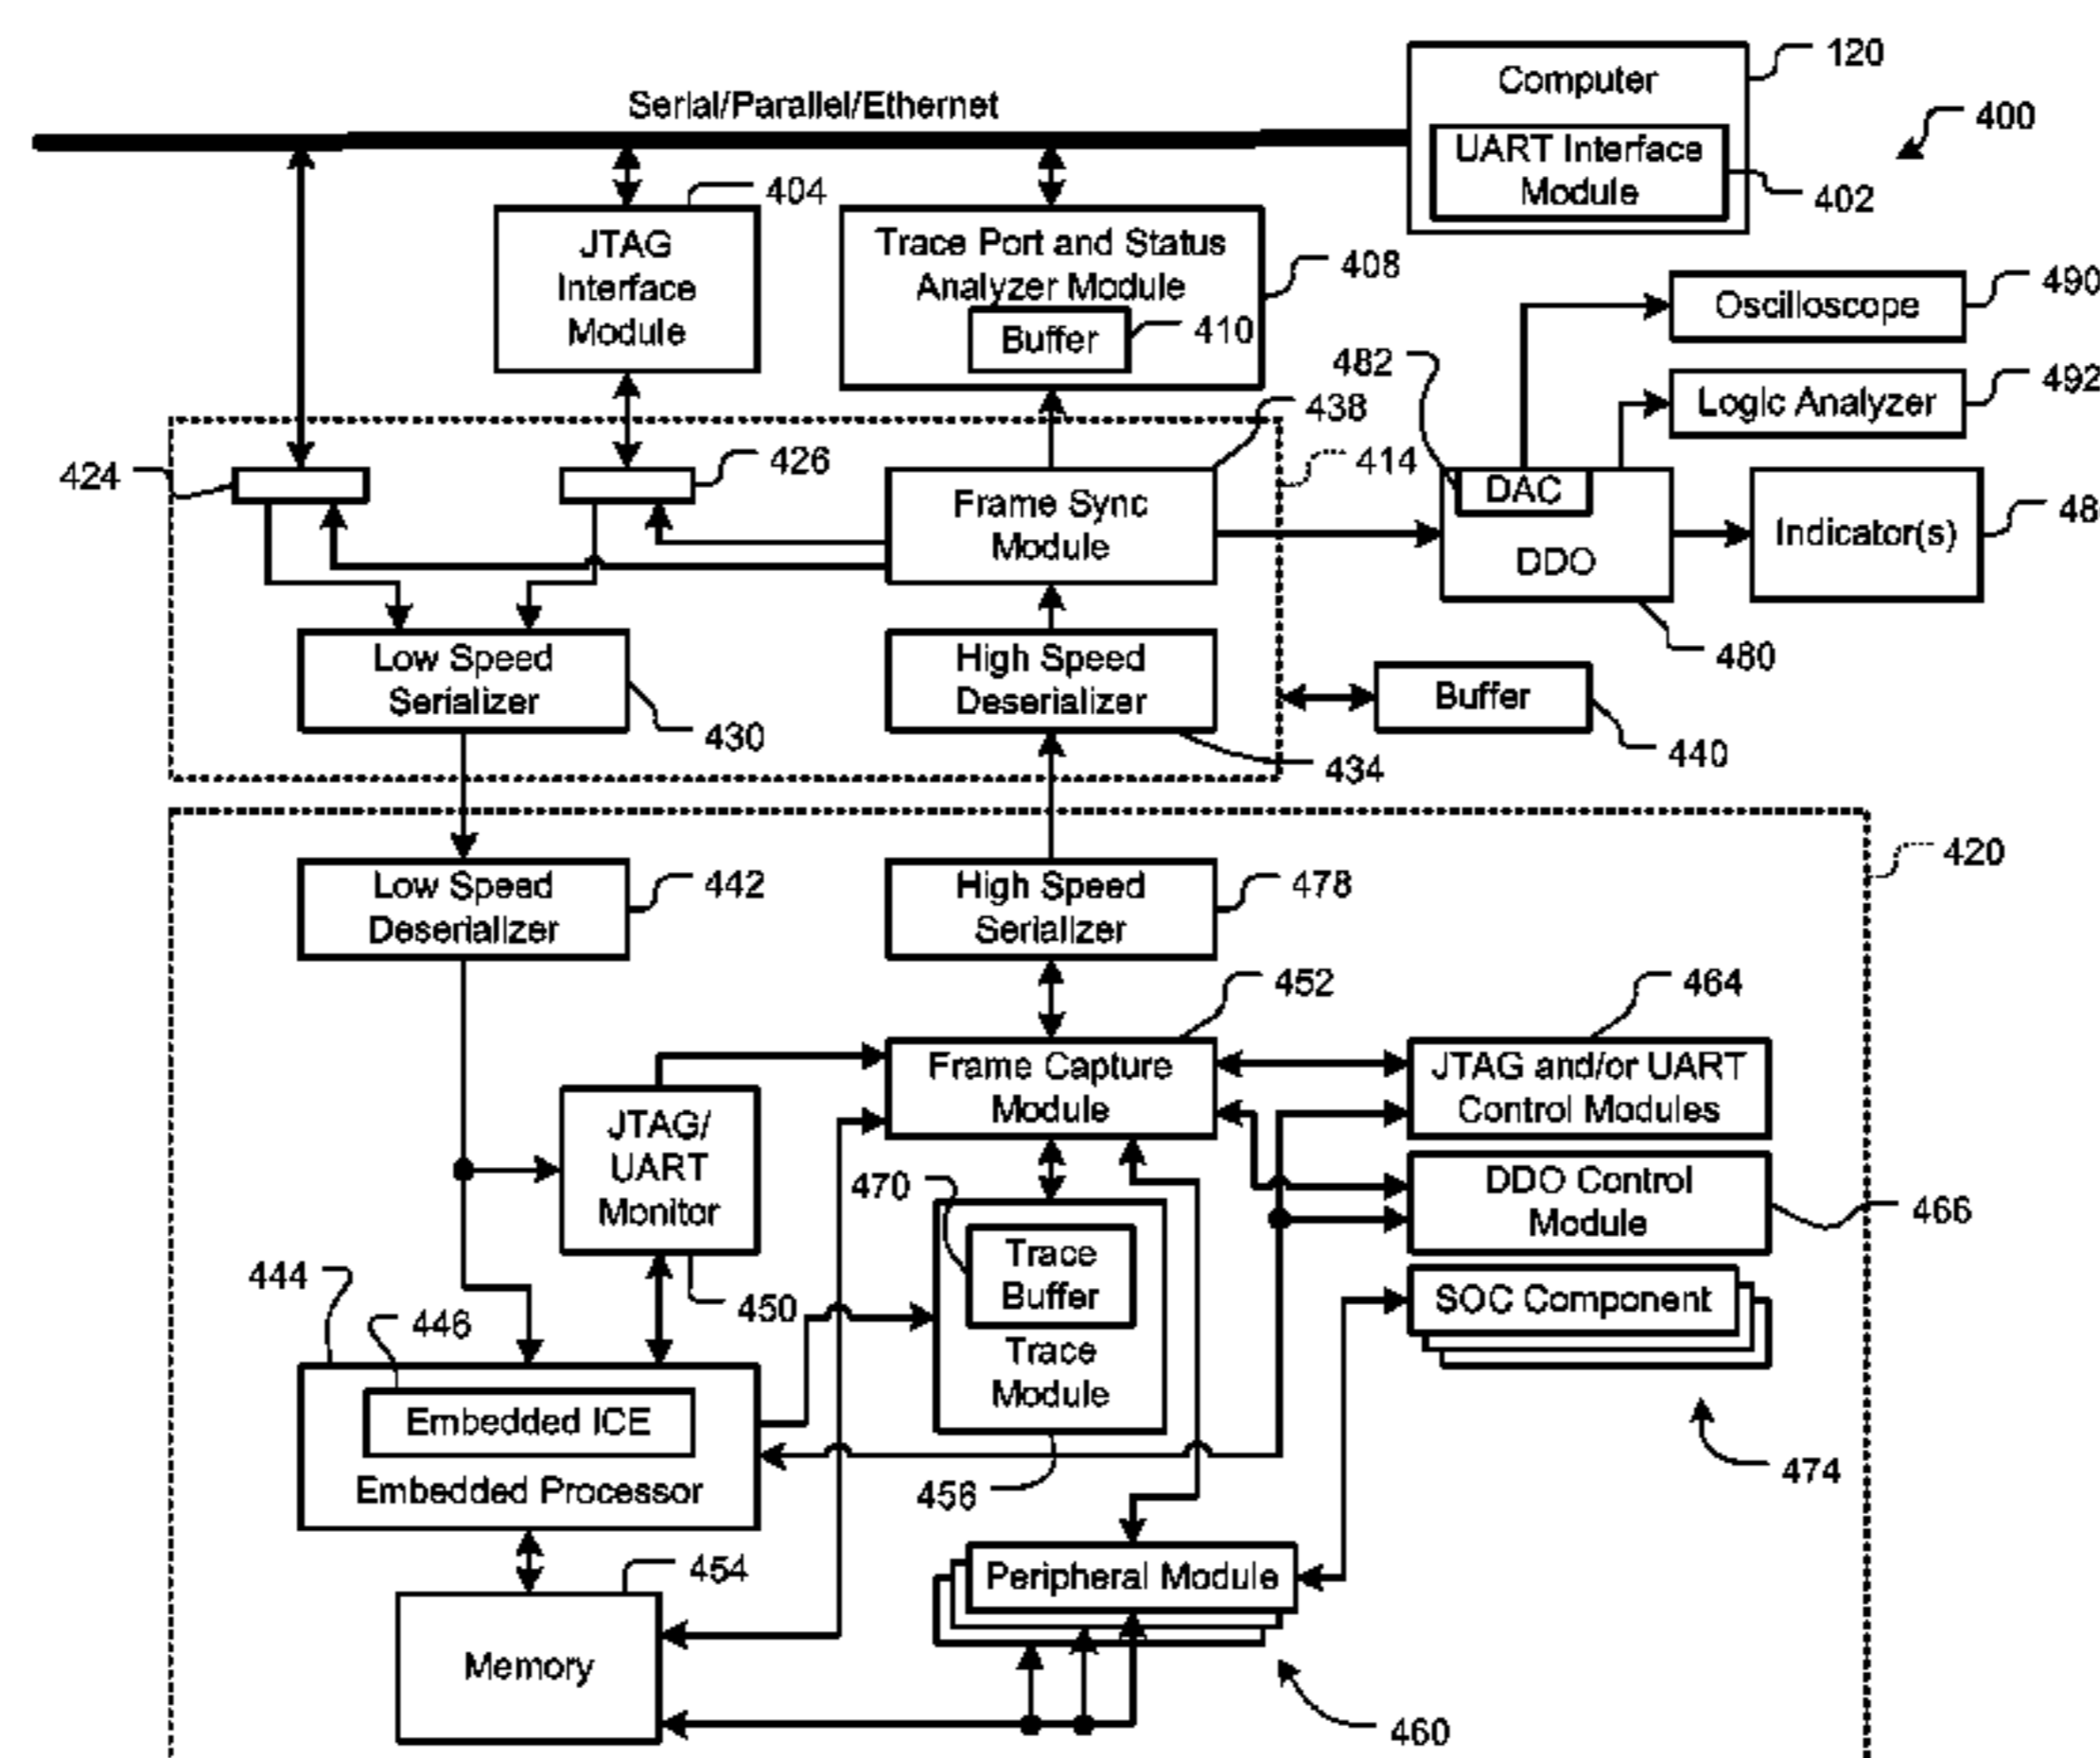 Computer
120
Serial/Parallel/Ethernet
400
UART Interface
Module
402
404
JTAG
Interface
Module
Trace Port and Status
Analyzer Module
408
Buffer
410
Oscilloscope
490
482
Logic Analyzer
492
438
424
426
414
Frame Sync
Module
DAC
DDO
Indicator(s)
48
Low Speed
Serializer
430
High Speed
Deserializer
434
480
Buffer
440
420
Low Speed
Deserializer
442
High Speed
Serializer
478
452
464
Frame Capture
Module
JTAG and/or UART
Control Modules
JTAG/
UART
Monitor
470
DDO Control
Module
466
444
446
450
Trace
Buffer
Trace
Module
SOC Component
Embedded ICE
Embedded Processor
456
474
454
Peripheral Module
Memory
460